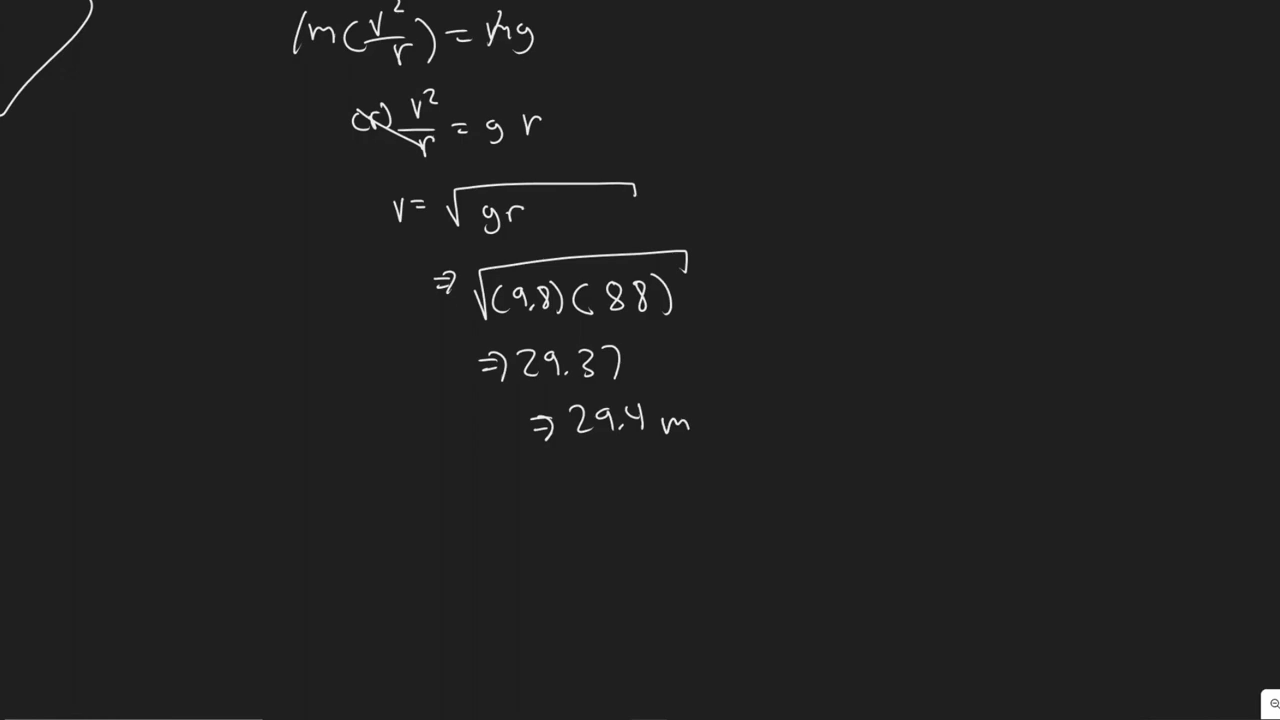 m(v²/r) = mg
(r) v²/r = g r
v = √gr
⇒ √(9.8)(88)
⇒ 29.37
⇒ 29.4 m